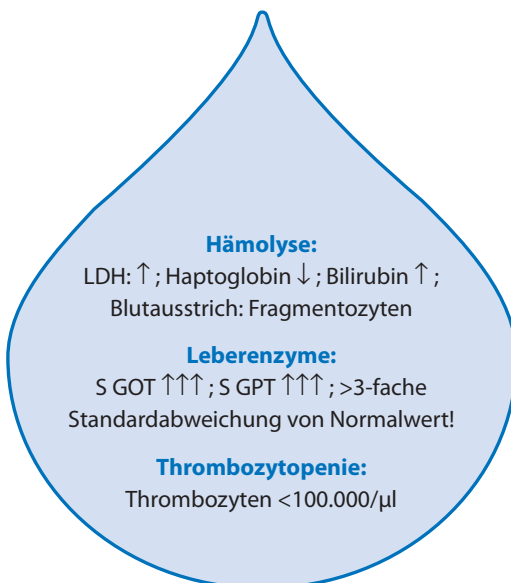 Hämolyse:
LDH: ↑ ; Haptoglobin ↓ ; Bilirubin ↑ ;
Blutausstrich: Fragmentozyten
Leberenzyme:
S GOT ↑↑↑ ; S GPT ↑↑↑ ; >3-fache
Standardabweichung von Normalwert!
Thrombozytopenie:
Thrombozyten <100.000/µl